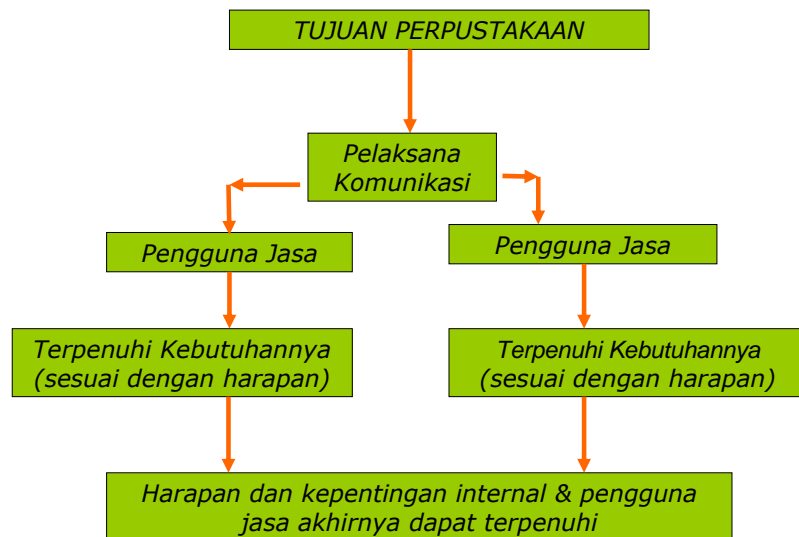 TUJUAN PERPUSTAKAAN
Pelaksana
Komunikasi
Pengguna Jasa
Pengguna Jasa
Terpenuhi Kebutuhannya
(sesuai dengan harapan)
Terpenuhi Kebutuhannya
(sesuai dengan harapan)
Harapan dan kepentingan internal & pengguna
jasa akhirnya dapat terpenuhi